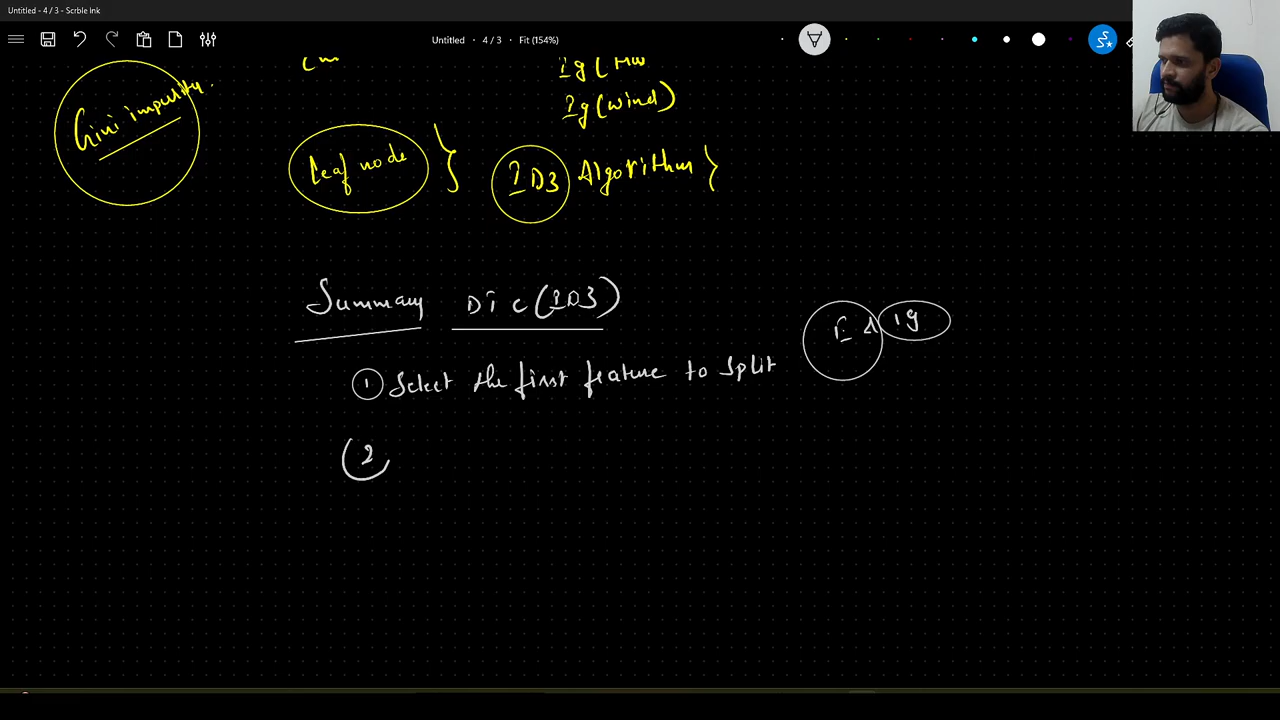 Untitled - 4 / 3 - Scrble Ink
Untitled • 4 / 3 • Fit (154%)
Ig(wind)
Gini impurity.
Leaf node
ID3 Algorithm
Summary DTC(ID3)
E & Ig
1 Select the first feature to split
2